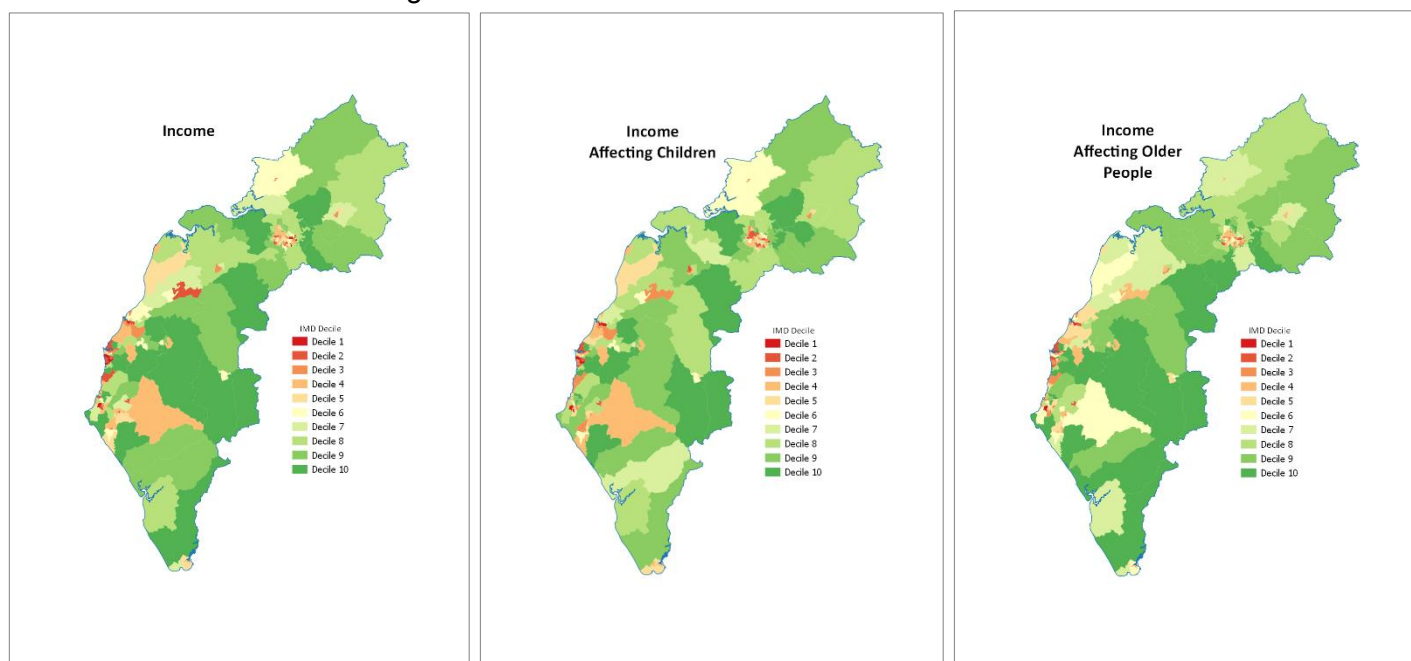 Income
IMD Decile
Decile 1
Decile 2
Decile 3
Decile 4
Decile 5
Decile 6
Decile 7
Decile 8
Decile 9
Decile 10
Income
Affecting Children
IMD Decile
Decile 1
Decile 2
Decile 3
Decile 4
Decile 5
Decile 6
Decile 7
Decile 8
Decile 9
Decile 10
Income
Affecting Older
People
IMD Decile
Decile 1
Decile 2
Decile 3
Decile 4
Decile 5
Decile 6
Decile 7
Decile 8
Decile 9
Decile 10